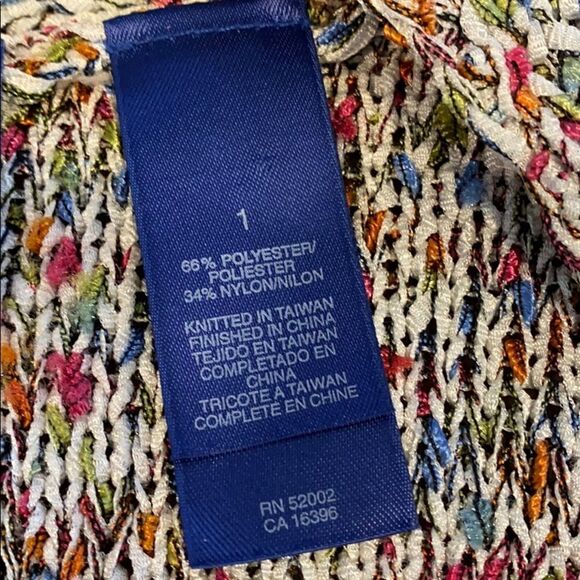 1
66% POLYESTER/
POLIESTER
34% NYLON/NILON
KNITTED IN TAIWAN
FINISHED IN CHINA
TEJIDO EN TAIWAN
COMPLETADO EN
CHINA
TRICOTE A TAIWAN
COMPLETE EN CHINE
RN 52002
CA 16396